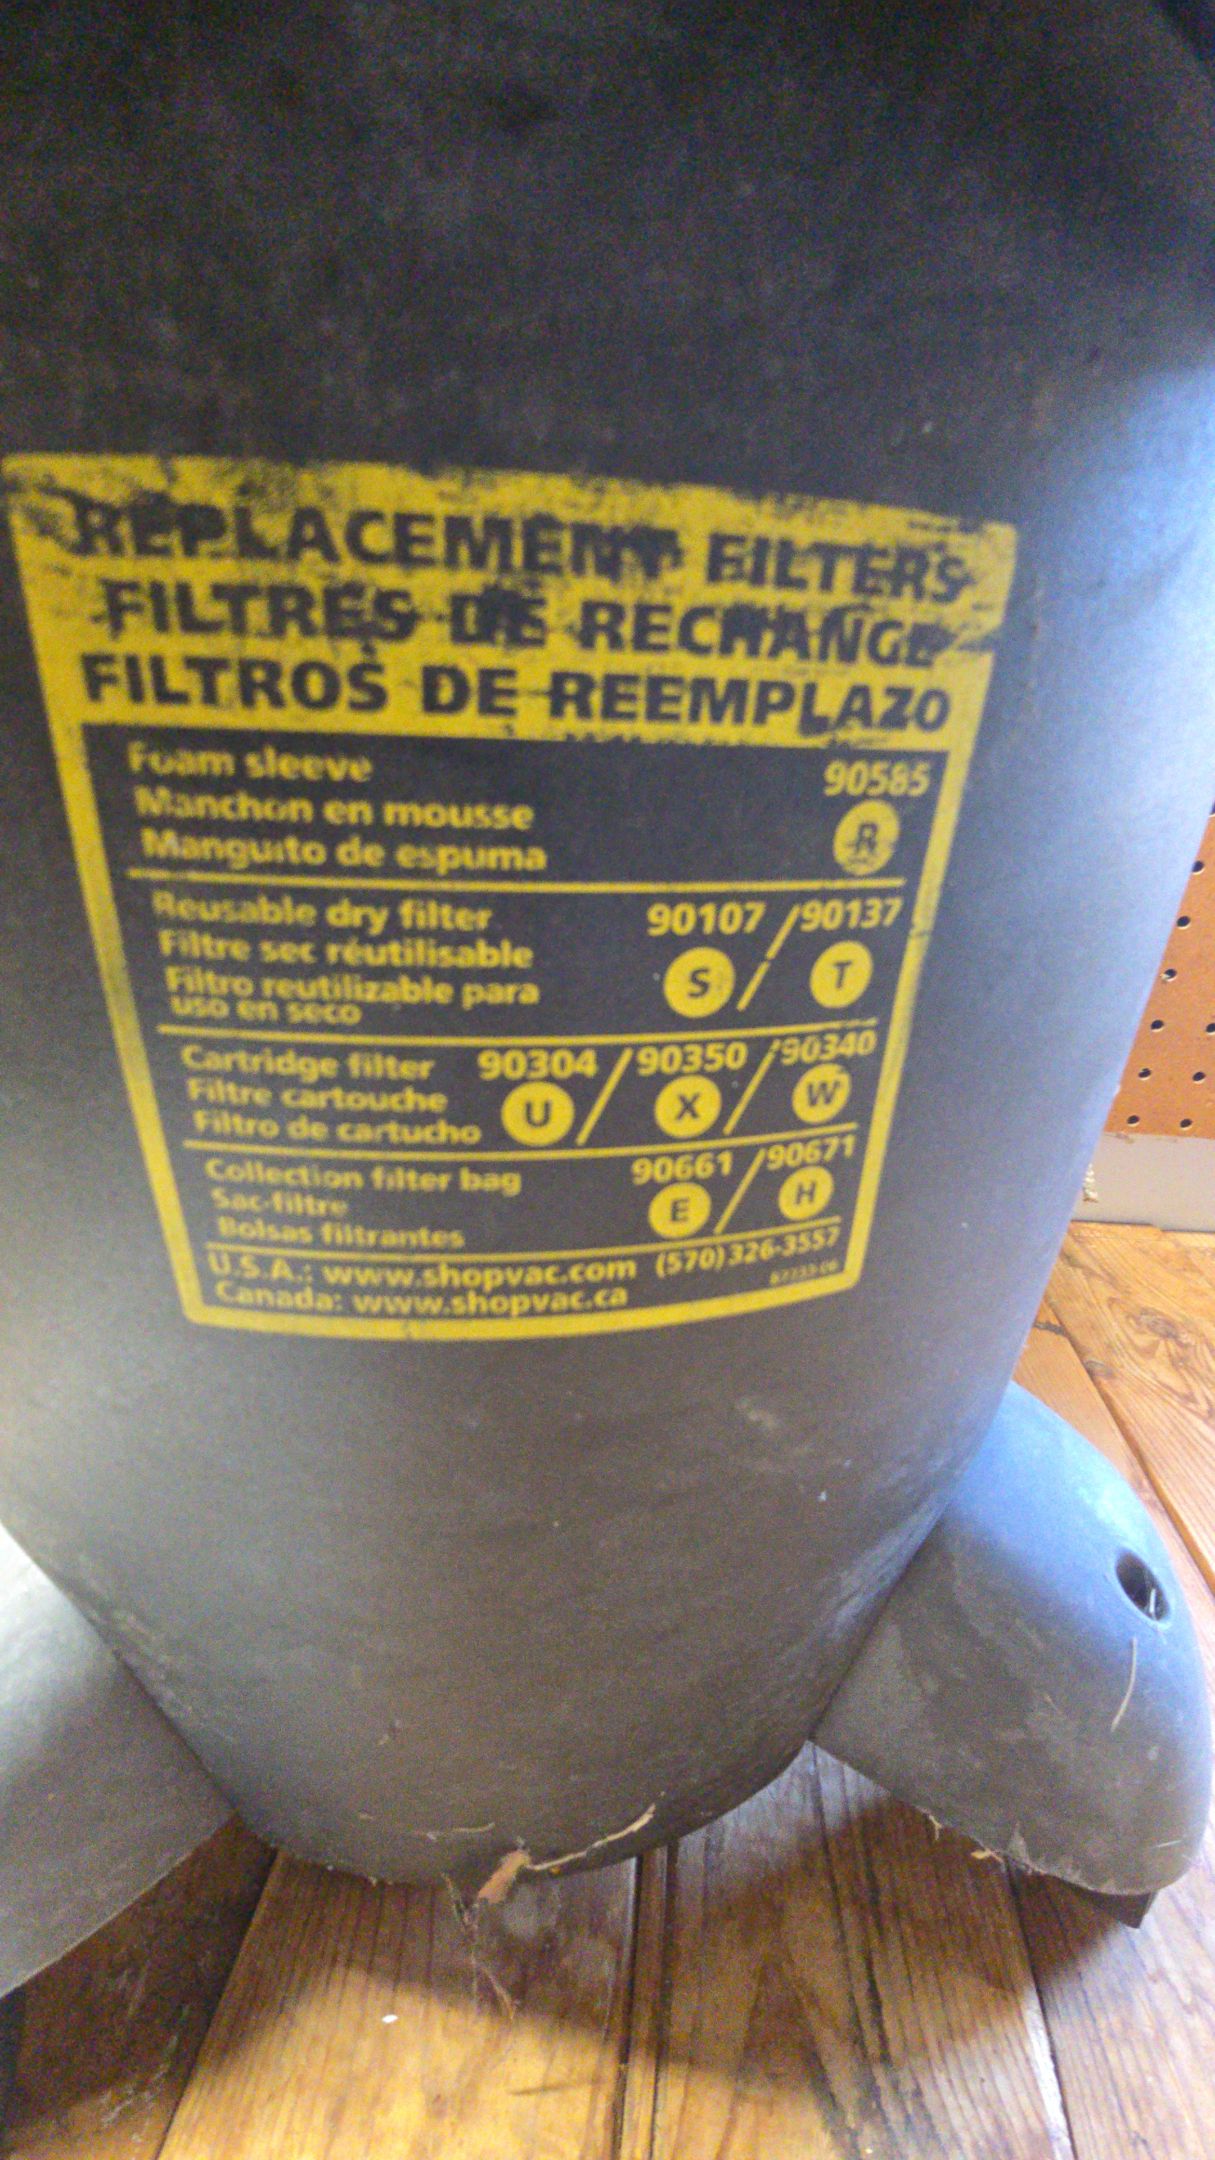 REPLACEMENT FILTERS
FILTRES DE RECHANGE
FILTROS DE REEMPLAZO
Foam sleeve 90585
Manchon en mousse R
Manguito de espuma
Reusable dry filter 90107 / 90137
Filtre sec réutilisable S / T
Filtro reutilizable para
uso en seco
Cartridge filter 90304 / 90350 / 90340
Filtre cartouche U / X / W
Filtro de cartucho
Collection filter bag 90661 / 90671
Sac-filtre E / H
Bolsas filtrantes
U.S.A.: www.shopvac.com (570) 326-3557
Canada: www.shopvac.ca